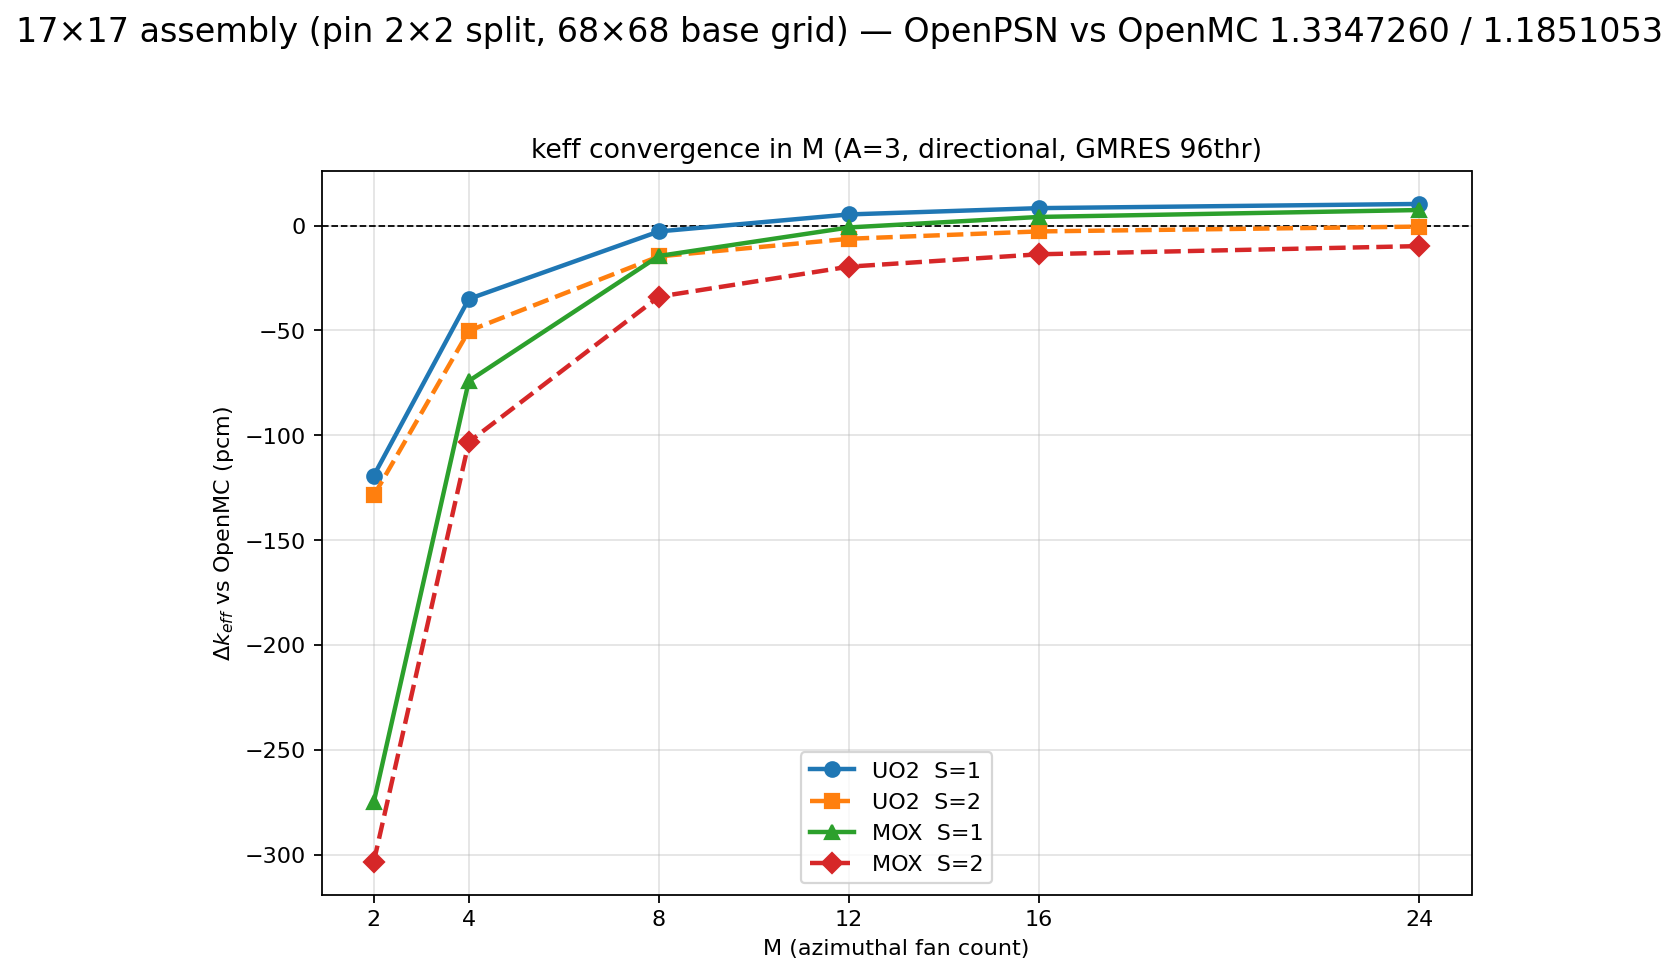 17×17 assembly (pin 2×2 split, 68×68 base grid) — OpenPSN vs OpenMC 1.3347260 / 1.1851053
keff convergence in M (A=3, directional, GMRES 96thr)
Δk_eff vs OpenMC (pcm)
0
−50
−100
−150
−200
−250
−300
UO2 S=1
UO2 S=2
MOX S=1
MOX S=2
2 4 8 12 16 24
M (azimuthal fan count)